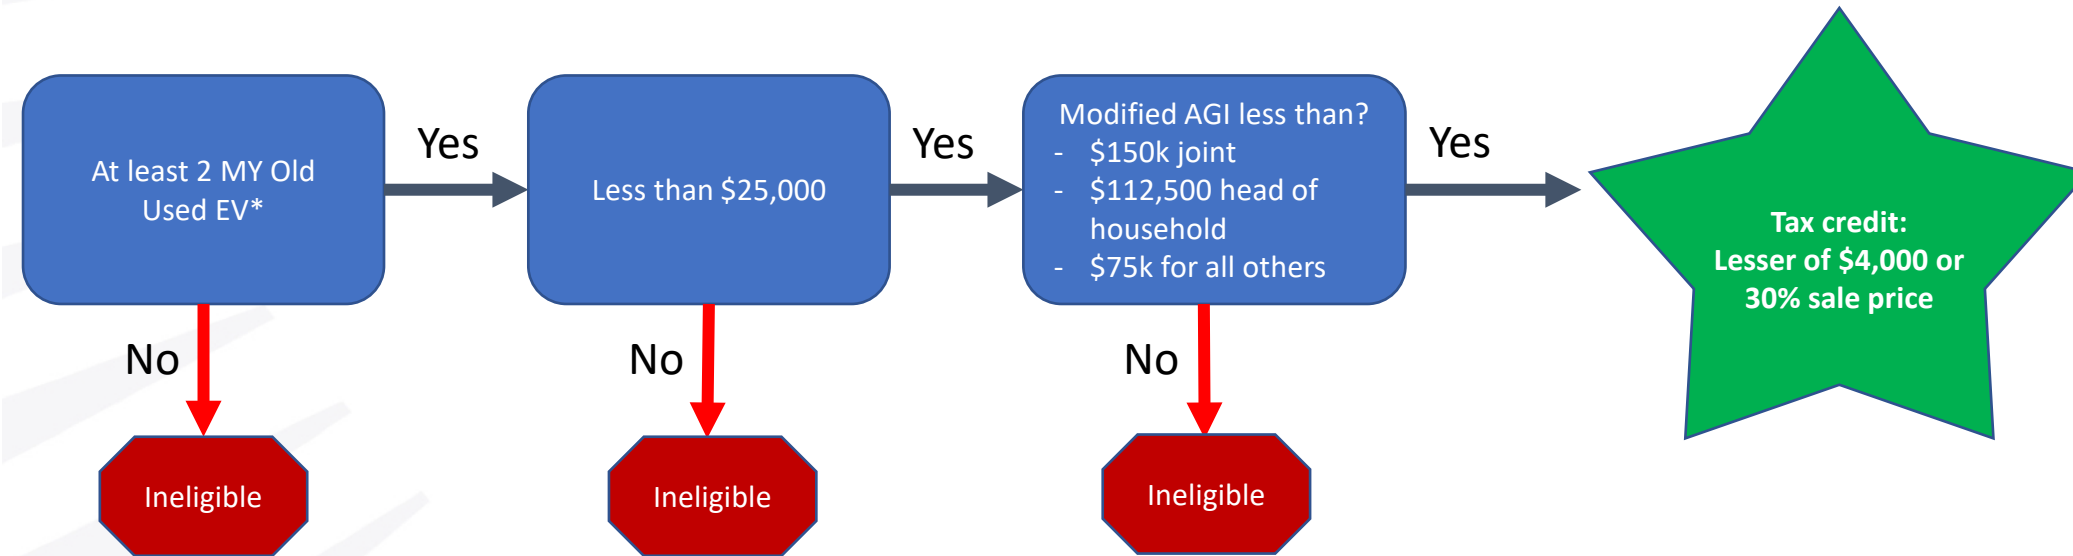 At least 2 MY Old
Used EV*
Yes
Less than $25,000
Yes
Modified AGI less than?
- $150k joint
- $112,500 head of
household
- $75k for all others
Yes
Tax credit:
Lesser of $4,000 or
30% sale price
No
No
No
Ineligible
Ineligible
Ineligible